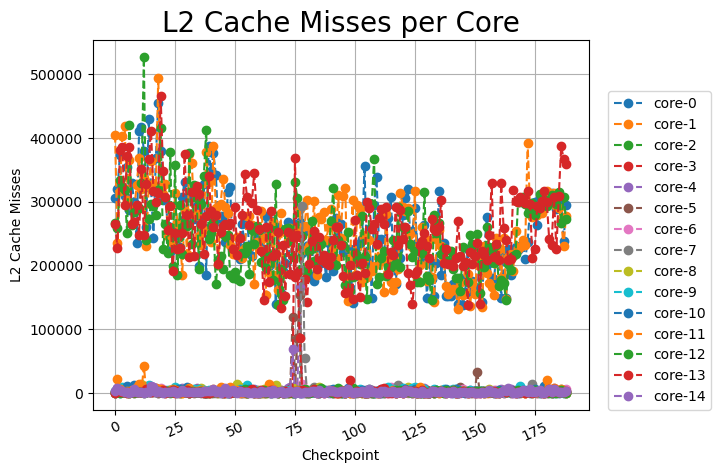 L2 Cache Misses per Core
L2 Cache Misses
500000
400000
300000
200000
100000
0
0
25
50
75
100
125
150
175
Checkpoint
core-0
core-1
core-2
core-3
core-4
core-5
core-6
core-7
core-8
core-9
core-10
core-11
core-12
core-13
core-14